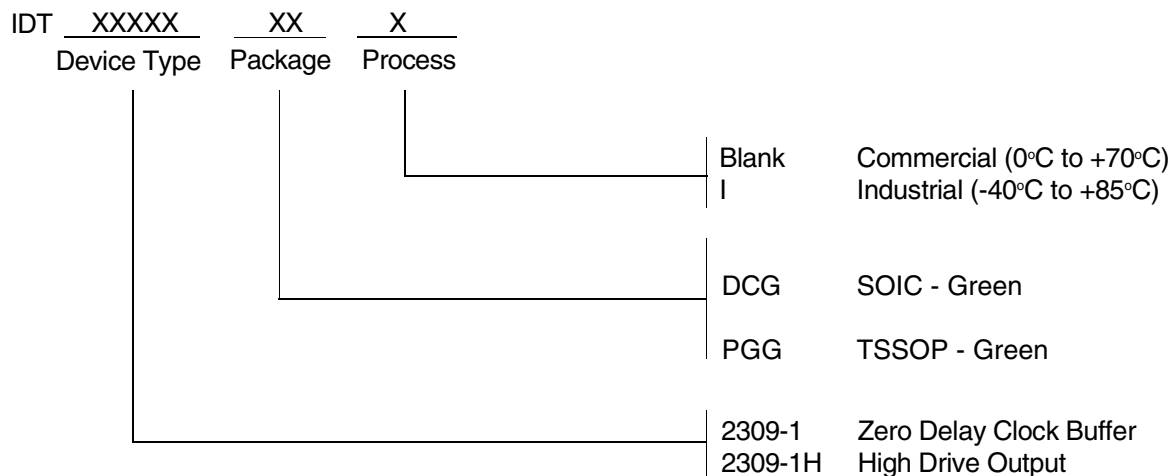 IDT XXXXX XX X
Device Type Package Process
Blank Commercial (0°C to +70°C)
I Industrial (-40°C to +85°C)
DCG SOIC - Green
PGG TSSOP - Green
2309-1 Zero Delay Clock Buffer
2309-1H High Drive Output